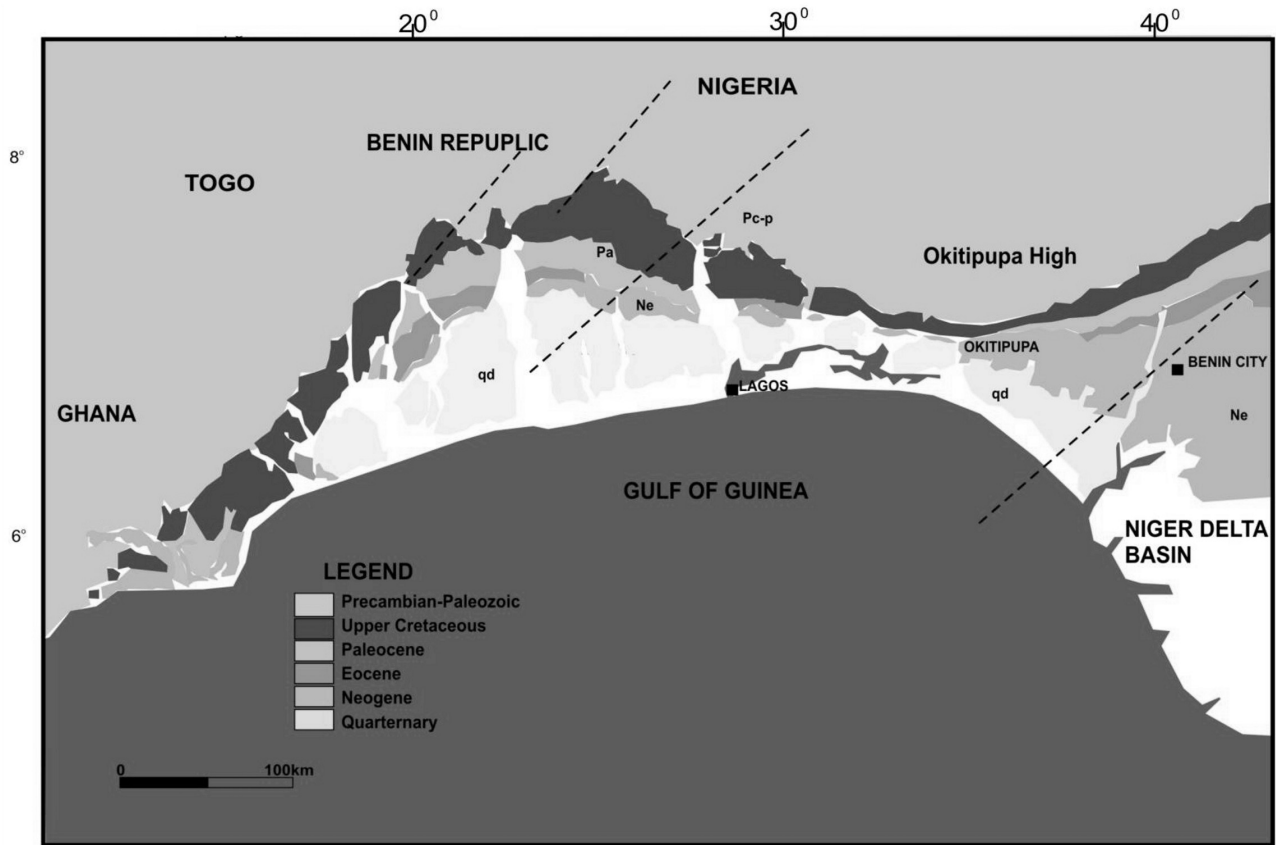 20⁰ 30⁰ 40⁰
NIGERIA
BENIN REPUPLIC
8°
TOGO
Pc-p
Okitipupa High
Pa
Ne
OKITIPUPA
BENIN CITY
qd
LAGOS
qd
GHANA
Ne
GULF OF GUINEA
6°
NIGER DELTA
BASIN
LEGEND
Precambian-Paleozoic
Upper Cretaceous
Paleocene
Eocene
Neogene
Quarternary
0 100km